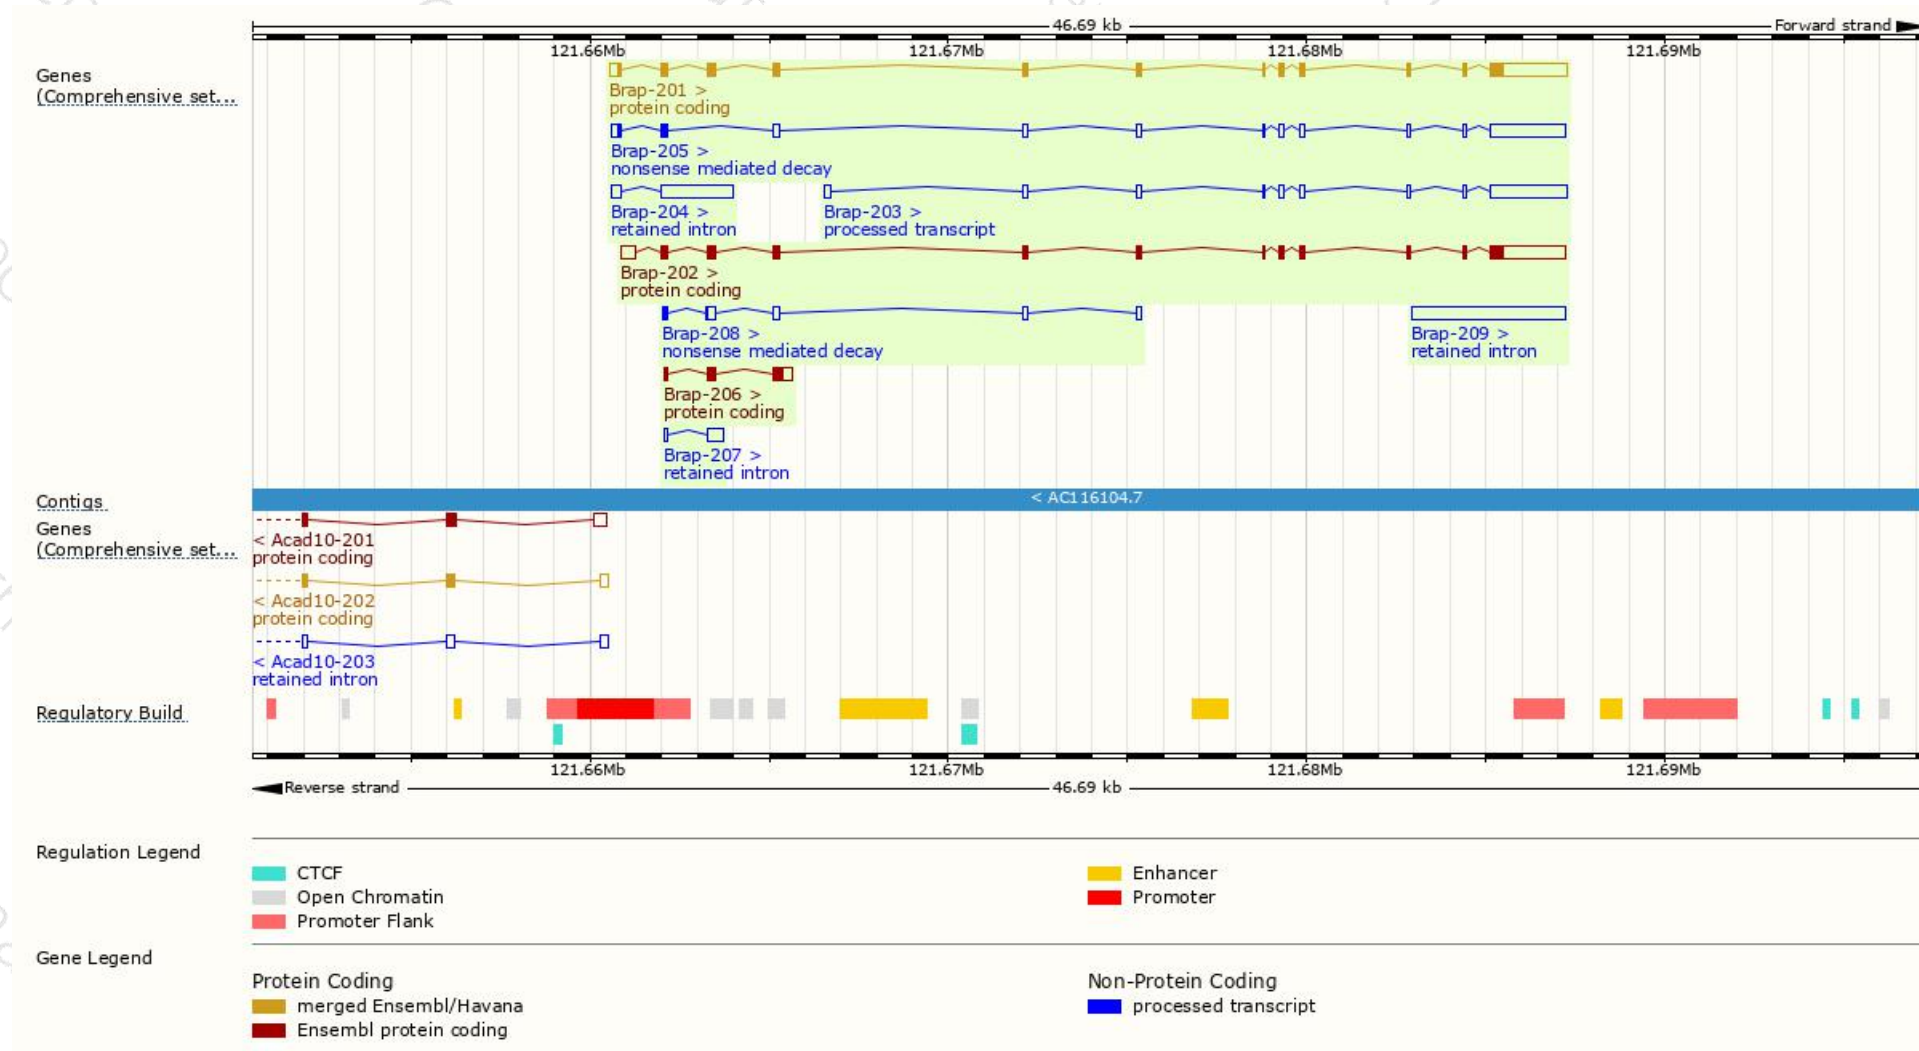 46.69 kb Forward strand
121.66Mb 121.67Mb 121.68Mb 121.69Mb
Genes
(Comprehensive set...
Brap-201 >
protein coding
Brap-205 >
nonsense mediated decay
Brap-204 > Brap-203 >
retained intron processed transcript
Brap-202 >
protein coding
Brap-208 > Brap-209 >
nonsense mediated decay retained intron
Brap-206 >
protein coding
Brap-207 >
retained intron
Contigs < AC116104.7
Genes
(Comprehensive set...
< Acad10-201
protein coding
< Acad10-202
protein coding
< Acad10-203
retained intron
Regulatory Build
121.66Mb 121.67Mb 121.68Mb 121.69Mb
Reverse strand 46.69 kb
Regulation Legend
CTCF Enhancer
Open Chromatin Promoter
Promoter Flank
Gene Legend
Protein Coding Non-Protein Coding
merged Ensembl/Havana processed transcript
Ensembl protein coding